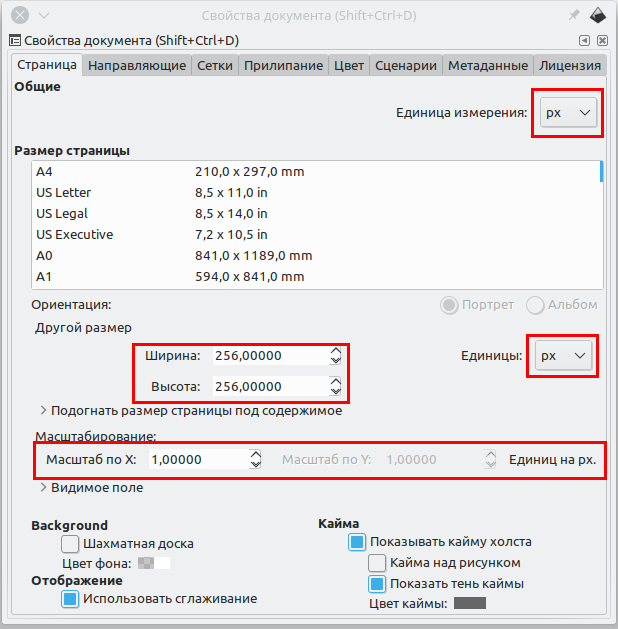 Свойства документа (Shift+Ctrl+D)
Свойства документа (Shift+Ctrl+D)
Страница Направляющие Сетки Прилипание Цвет Сценарии Метаданные Лицензия
Общие
Единица измерения: px
Размер страницы
A4 210,0 x 297,0 mm
US Letter 8,5 x 11,0 in
US Legal 8,5 x 14,0 in
US Executive 7,2 x 10,5 in
A0 841,0 x 1189,0 mm
A1 594,0 x 841,0 mm
Ориентация: Портрет Альбом
Другой размер
Ширина: 256,00000 Единицы: px
Высота: 256,00000
Подогнать размер страницы под содержимое
Масштабирование:
Масштаб по X: 1,00000 Масштаб по Y: 1,00000 Единиц на px.
Видимое поле
Background Кайма
Шахматная доска Показывать кайму холста
Цвет фона: Кайма над рисунком
Отображение Показать тень каймы
Использовать сглаживание Цвет каймы: